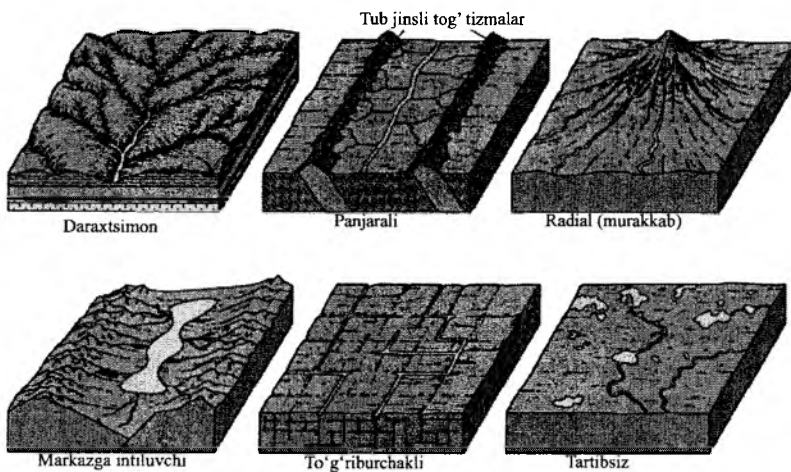 Tub jinsli tog’ tizmalar
Daraxtsimon
Panjarali
Radial (murakkab)
Markazga intiluvchi
To‘g‘riburchakli
Tartibsiz